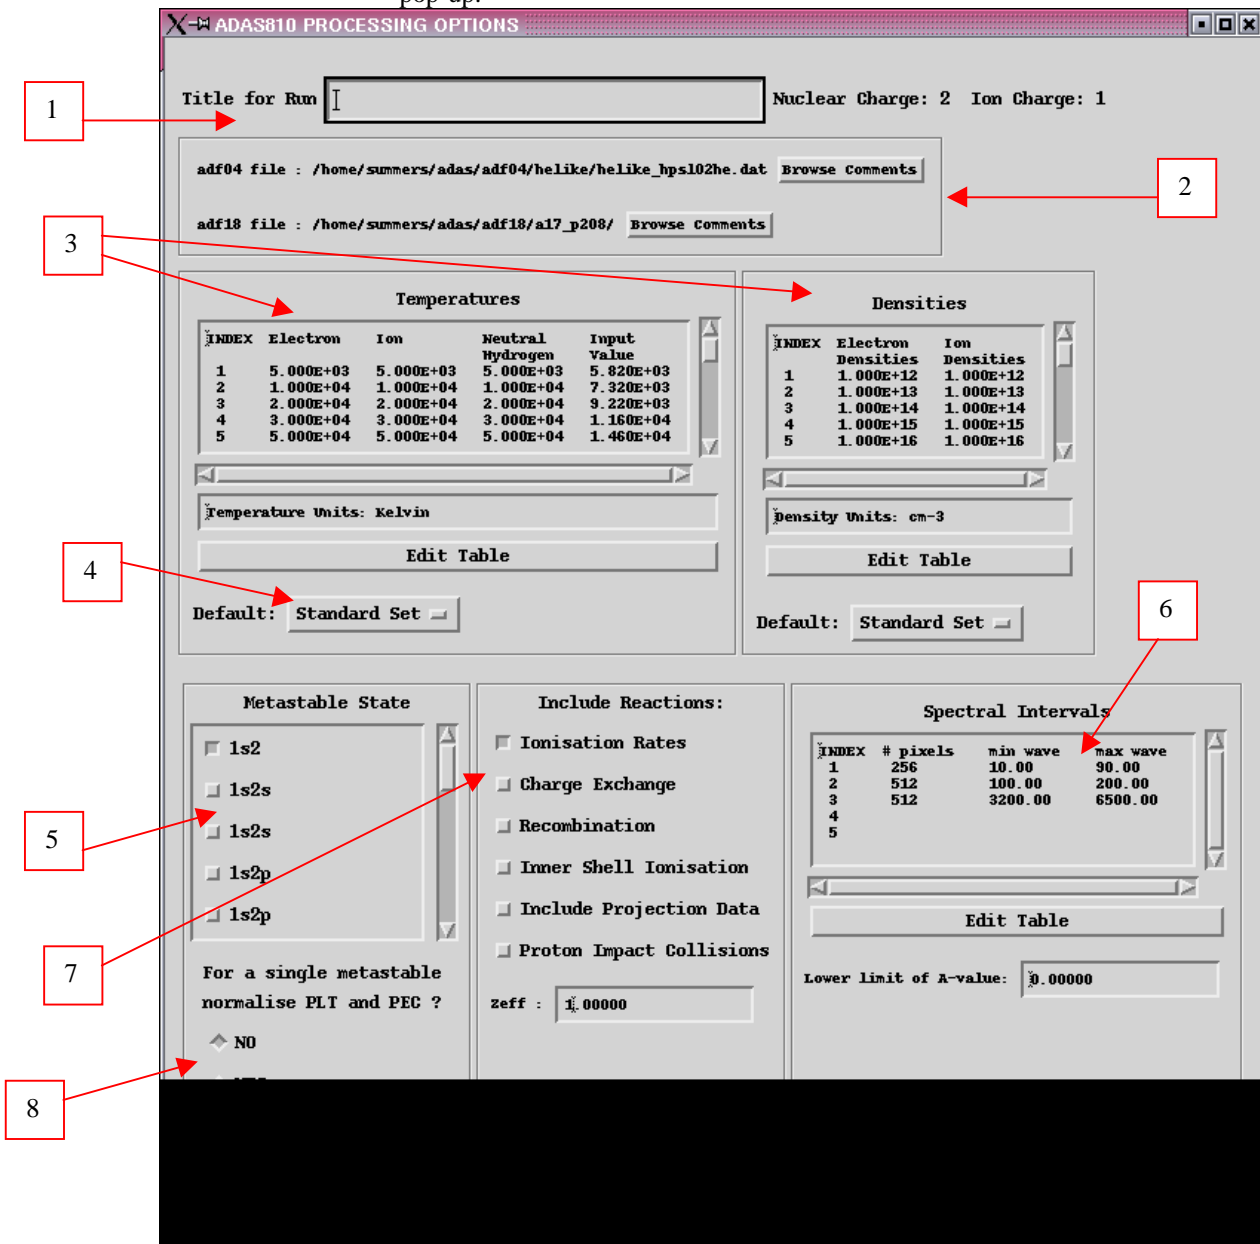 pop-up.
ADAS810 PROCESSING OPTIONS
1
Title for Run
Nuclear Charge: 2 Ion Charge: 1
adf04 file : /home/summers/adas/adf04/helike/helike_hpsl02he.dat Browse Comments
2
adf18 file : /home/summers/adas/adf18/a17_p208/ Browse Comments
3
Temperatures
INDEX Electron Ion Neutral Hydrogen Input Value
1 5.000E+03 5.000E+03 5.000E+03 5.820E+03
2 1.000E+04 1.000E+04 1.000E+04 7.320E+03
3 2.000E+04 2.000E+04 2.000E+04 9.220E+03
4 3.000E+04 3.000E+04 3.000E+04 1.160E+04
5 5.000E+04 5.000E+04 5.000E+04 1.460E+04
Temperature Units: Kelvin
Edit Table
4
Default: Standard Set
Densities
INDEX Electron Densities Ion Densities
1 1.000E+12 1.000E+12
2 1.000E+13 1.000E+13
3 1.000E+14 1.000E+14
4 1.000E+15 1.000E+15
5 1.000E+16 1.000E+16
Density Units: cm-3
Edit Table
Default: Standard Set
6
Metastable State
1s2
1s2s
1s2s
1s2p
1s2p
5
For a single metastable
normalise PLT and PEC ?
NO
8
Include Reactions:
Ionisation Rates
Charge Exchange
Recombination
Inner Shell Ionisation
Include Projection Data
Proton Impact Collisions
7
Zeff : 1.00000
Spectral Intervals
INDEX # pixels min wave max wave
1 256 10.00 90.00
2 512 100.00 200.00
3 512 3200.00 6500.00
4
5
Edit Table
Lower limit of A-value: 0.00000